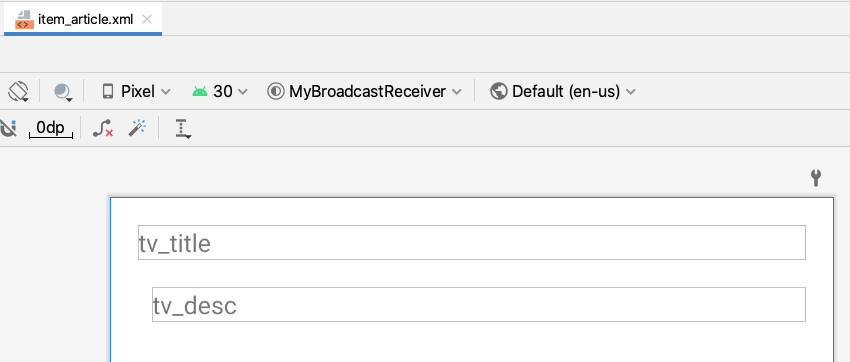 item_article.xml
Pixel 30 MyBroadcastReceiver Default (en-us)
0dp
tv_title
tv_desc